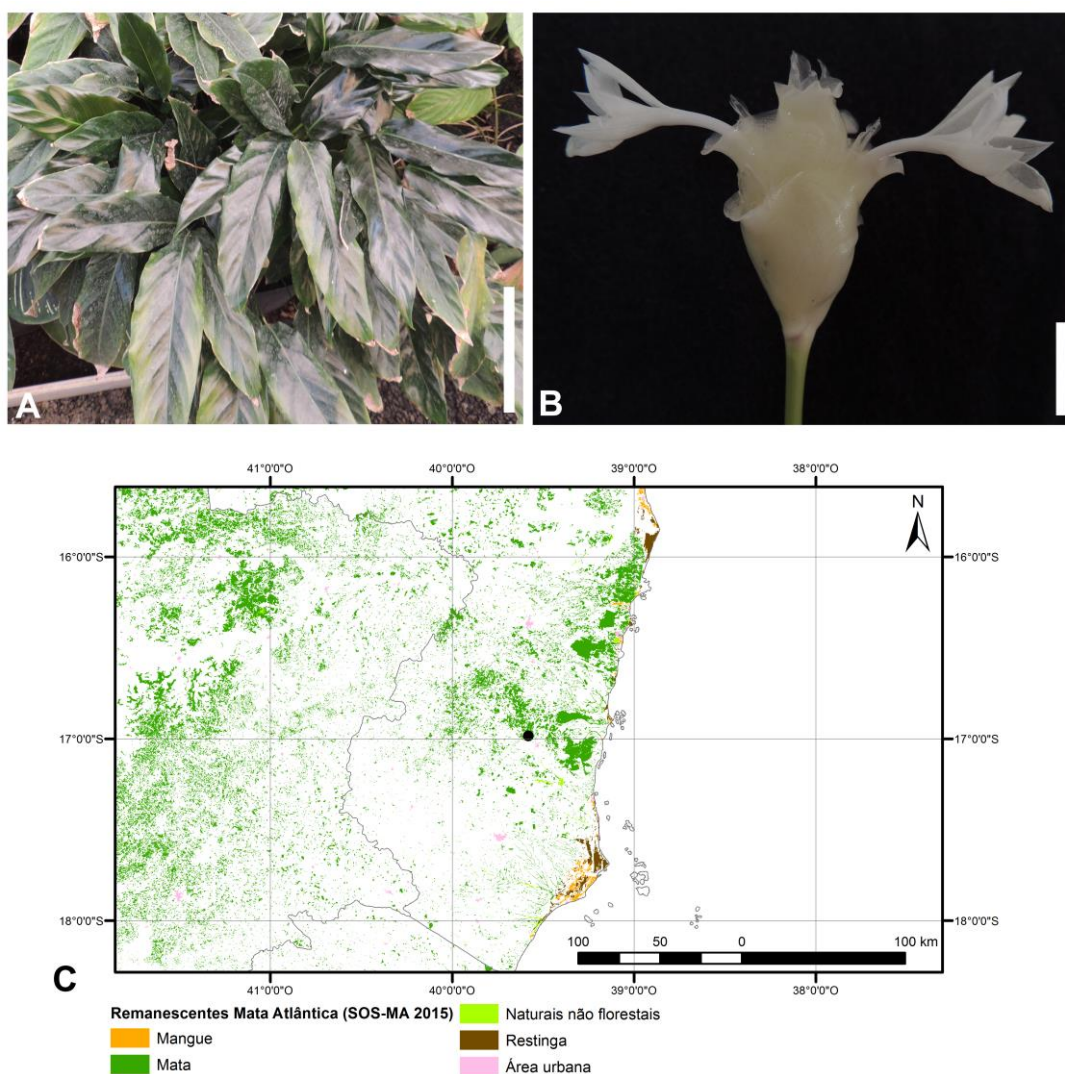 A
B
41°0'0"O 40°0'0"O 39°0'0"O 38°0'0"O
N
16°0'0"S 16°0'0"S
17°0'0"S 17°0'0"S
18°0'0"S 18°0'0"S
100 50 0 100 km
41°0'0"O 40°0'0"O 39°0'0"O 38°0'0"O
C
Remanescentes Mata Atlântica (SOS-MA 2015)
Mangue
Mata
Naturais não florestais
Restinga
Área urbana